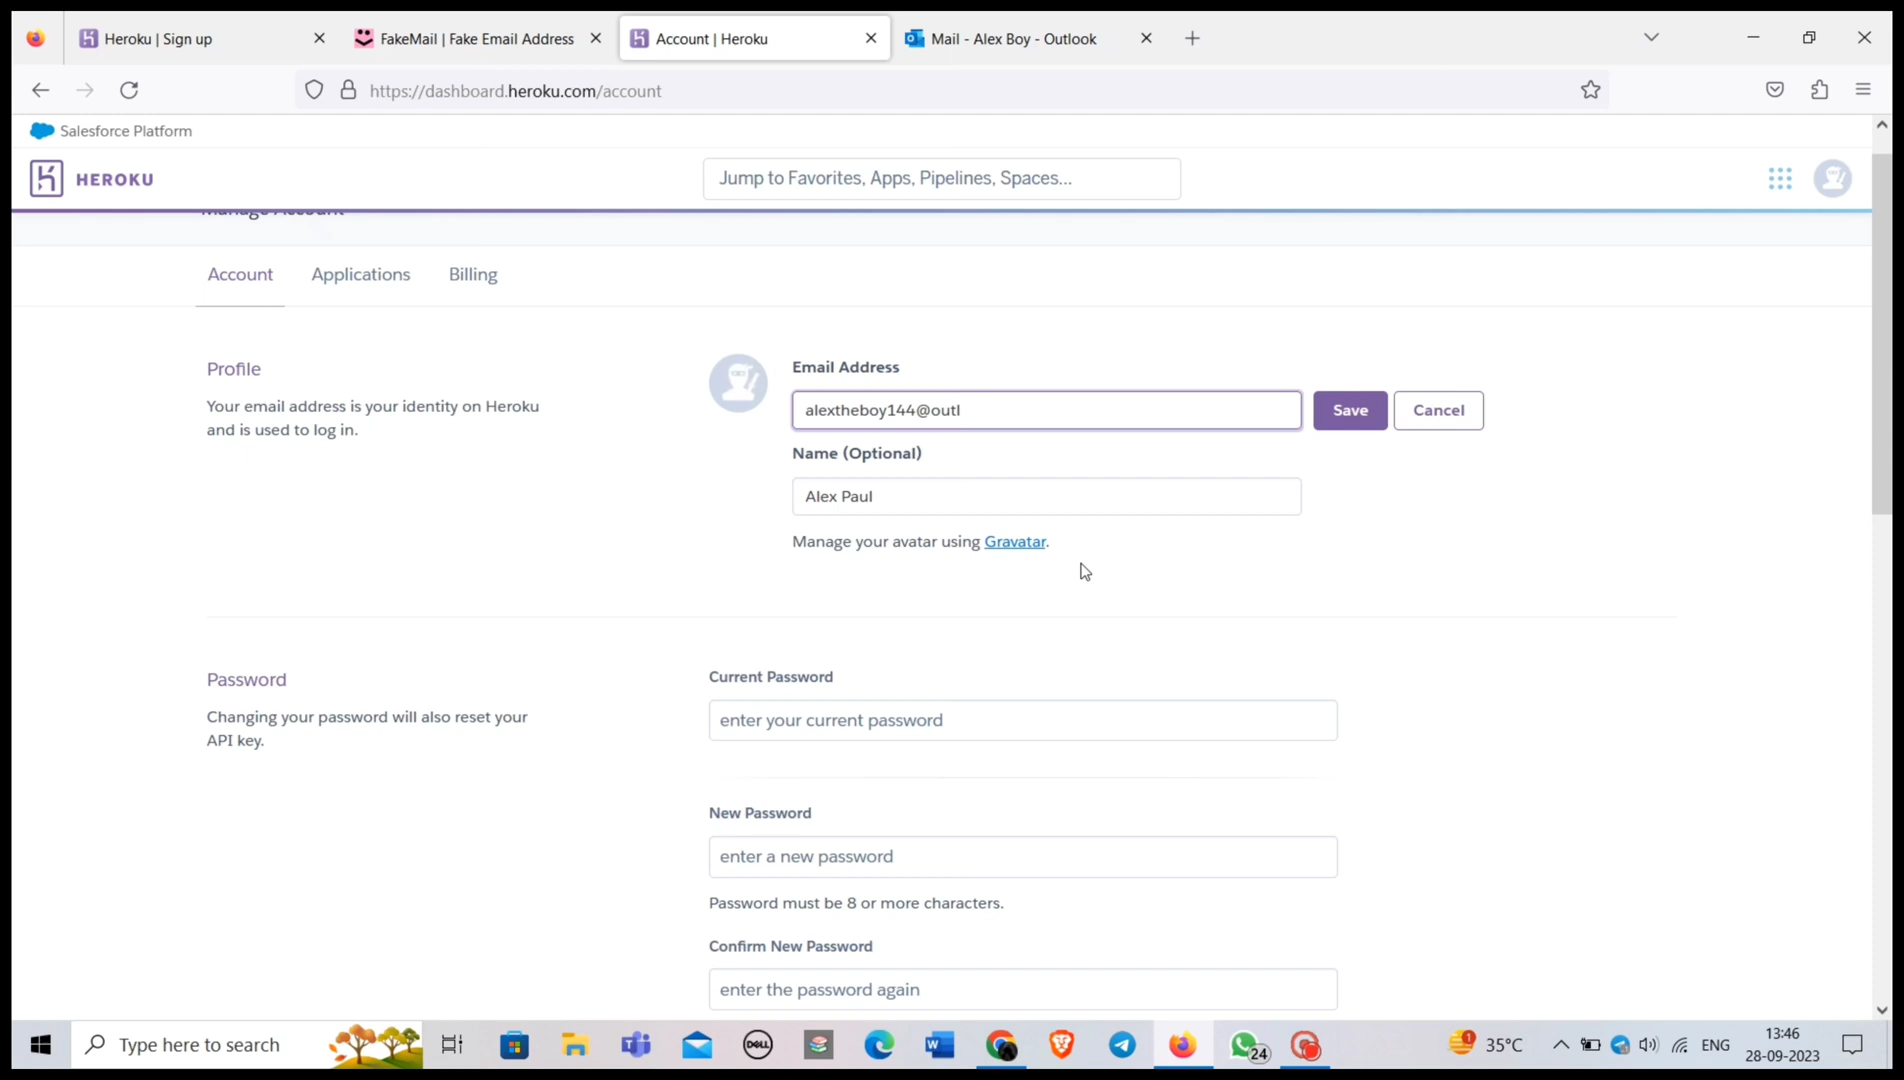 Heroku | Sign up
FakeMail | Fake Email Address
Account | Heroku
Mail - Alex Boy - Outlook
https://dashboard.heroku.com/account
Salesforce Platform
HEROKU
Jump to Favorites, Apps, Pipelines, Spaces...
Manage Account
Account
Applications
Billing
Profile
Your email address is your identity on Heroku
and is used to log in.
Email Address
alextheboy144@outl
Save
Cancel
Name (Optional)
Alex Paul
Manage your avatar using Gravatar.
Password
Changing your password will also reset your
API key.
Current Password
enter your current password
New Password
enter a new password
Password must be 8 or more characters.
Confirm New Password
enter the password again
Type here to search
DELL
24
1
35°C
ENG
13:46
28-09-2023